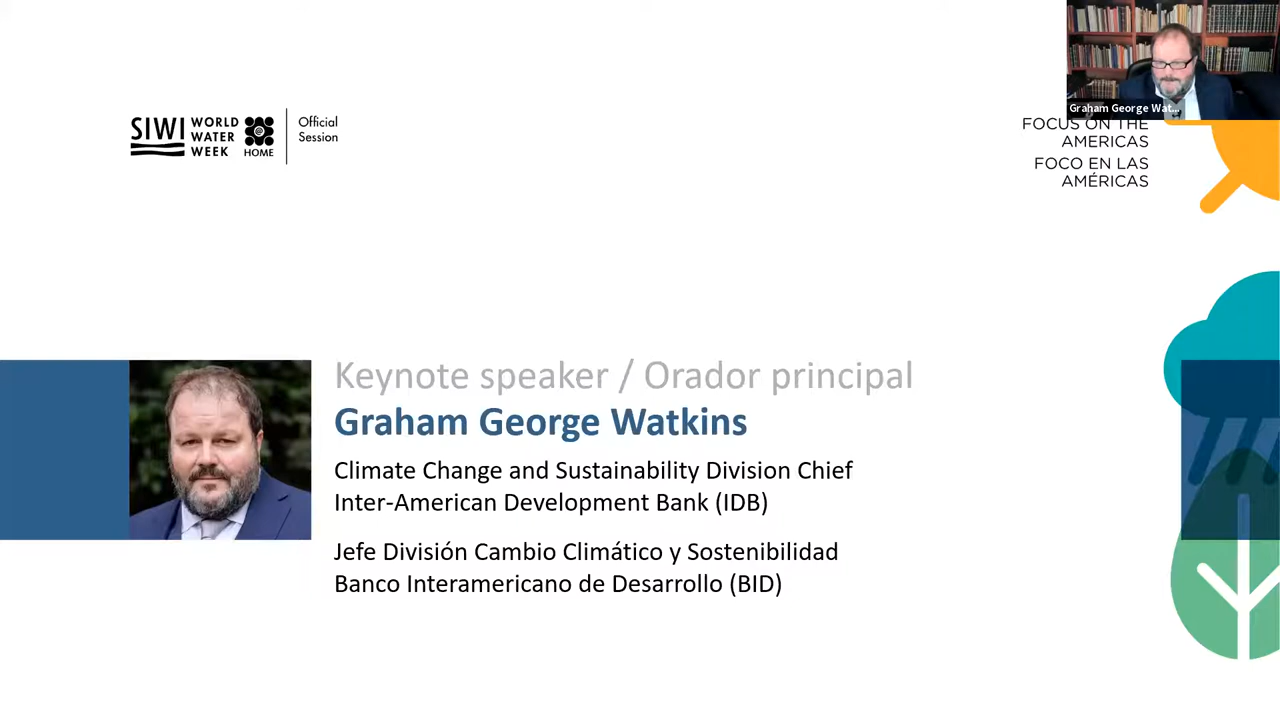 Graham George Wat...
SIWI
WORLD
WATER
WEEK
HOME
Official
Session
FOCUS ON THE
AMERICAS
FOCO EN LAS
AMÉRICAS
Keynote speaker / Orador principal
Graham George Watkins
Climate Change and Sustainability Division Chief
Inter-American Development Bank (IDB)
Jefe División Cambio Climático y Sostenibilidad
Banco Interamericano de Desarrollo (BID)